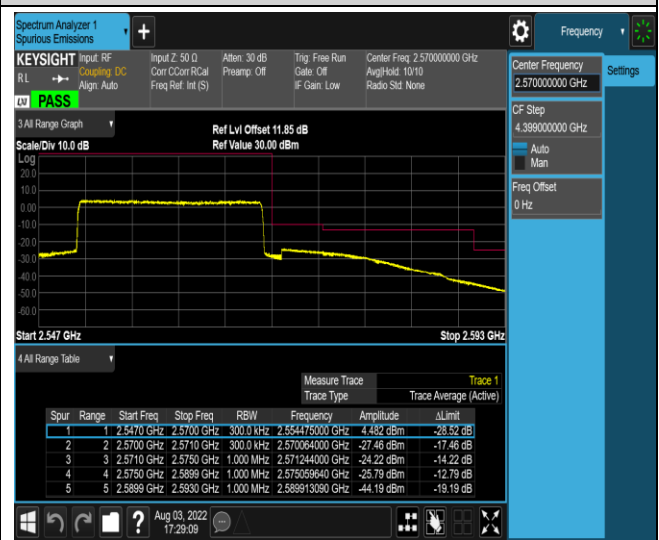 Spectrum Analyzer 1
Spurious Emissions
+
Frequency
KEYSIGHT Input: RF Input Z: 50 Ω Atten: 30 dB Trig: Free Run Center Freq: 2.570000000 GHz
R L Coupling: DC Corr CCorr RCal Preamp: Off Gate: Off Avg|Hold: 10/10
Align: Auto Freq Ref: Int (S) IF Gain: Low Radio Std: None
LXI PASS
Center Frequency
2.570000000 GHz
Settings
CF Step
4.399000000 GHz
Auto
Man
Freq Offset
0 Hz
3 All Range Graph
Ref Lvl Offset 11.85 dB
Scale/Div 10.0 dB Ref Value 30.00 dBm
Log
20.0
10.0
0.00
-10.0
-20.0
-30.0
-40.0
-50.0
-60.0
Start 2.547 GHz Stop 2.593 GHz
4 All Range Table
Measure Trace Trace 1
Trace Type Trace Average (Active)
Spur Range Start Freq Stop Freq RBW Frequency Amplitude ΔLimit
1 1 2.5470 GHz 2.5700 GHz 300.0 kHz 2.554475000 GHz 4.482 dBm -28.52 dB
2 2 2.5700 GHz 2.5710 GHz 300.0 kHz 2.570064000 GHz -27.46 dBm -17.46 dB
3 3 2.5710 GHz 2.5750 GHz 1.000 MHz 2.571244000 GHz -24.22 dBm -14.22 dB
4 4 2.5750 GHz 2.5899 GHz 1.000 MHz 2.575059640 GHz -25.79 dBm -12.79 dB
5 5 2.5899 GHz 2.5930 GHz 1.000 MHz 2.589913090 GHz -44.19 dBm -19.19 dB
? Aug 03, 2022
17:29:09